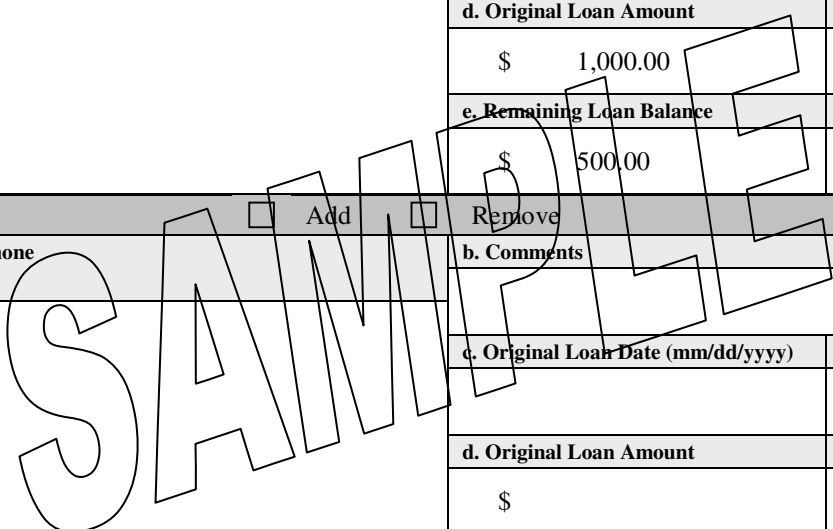 d. Original Loan Amount
$ 1,000.00
e. Remaining Loan Balance
$ 500.00
Add Remove
b. Comments
c. Original Loan Date (mm/dd/yyyy)
d. Original Loan Amount
$
SAMPLE